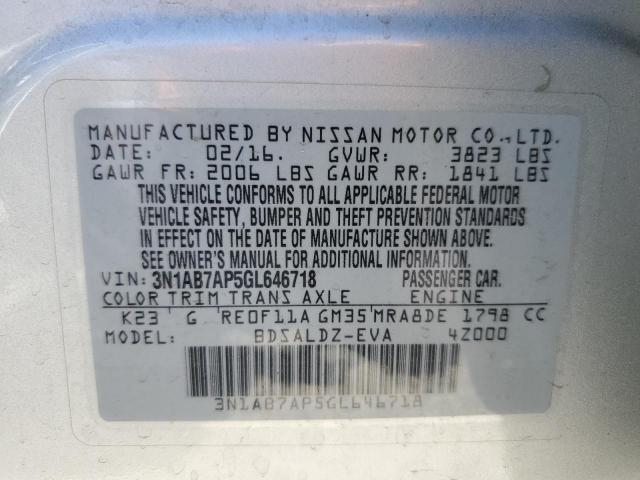 MANUFACTURED BY NISSAN MOTOR CO.,LTD.
DATE: 02/16. GVWR: 3823 LBS
GAWR FR: 2006 LBS GAWR RR: 1841 LBS
THIS VEHICLE CONFORMS TO ALL APPLICABLE FEDERAL MOTOR
VEHICLE SAFETY, BUMPER AND THEFT PREVENTION STANDARDS
IN EFFECT ON THE DATE OF MANUFACTURE SHOWN ABOVE.
SEE OWNER'S MANUAL FOR ADDITIONAL INFORMATION.
VIN: 3N1AB7AP5GL646718 PASSENGER CAR.
COLOR TRIM TRANS AXLE ENGINE
K23 G RE0F11A GM35 MRA8DE 1798 CC
MODEL: BDSALDZ-EVA 4Z000
3N1AB7AP5GL646718